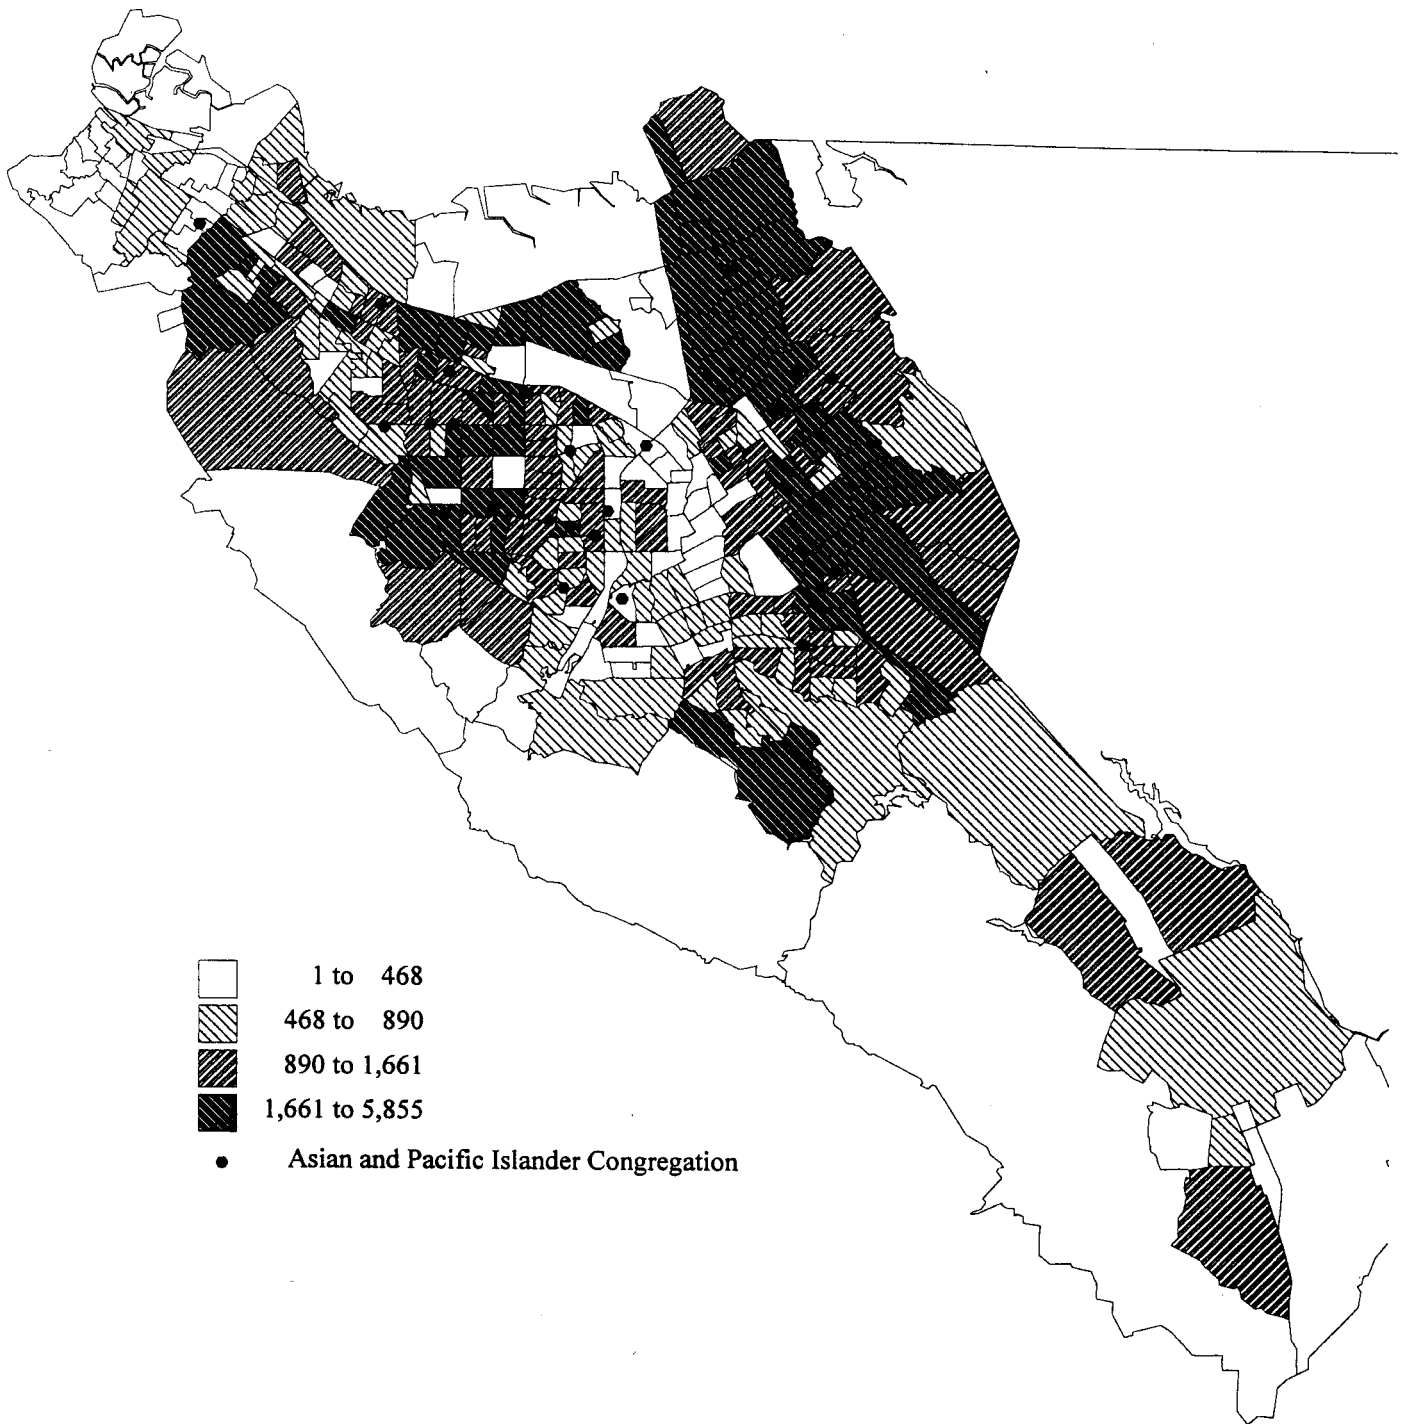 1 to 468
468 to 890
890 to 1,661
1,661 to 5,855
Asian and Pacific Islander Congregation